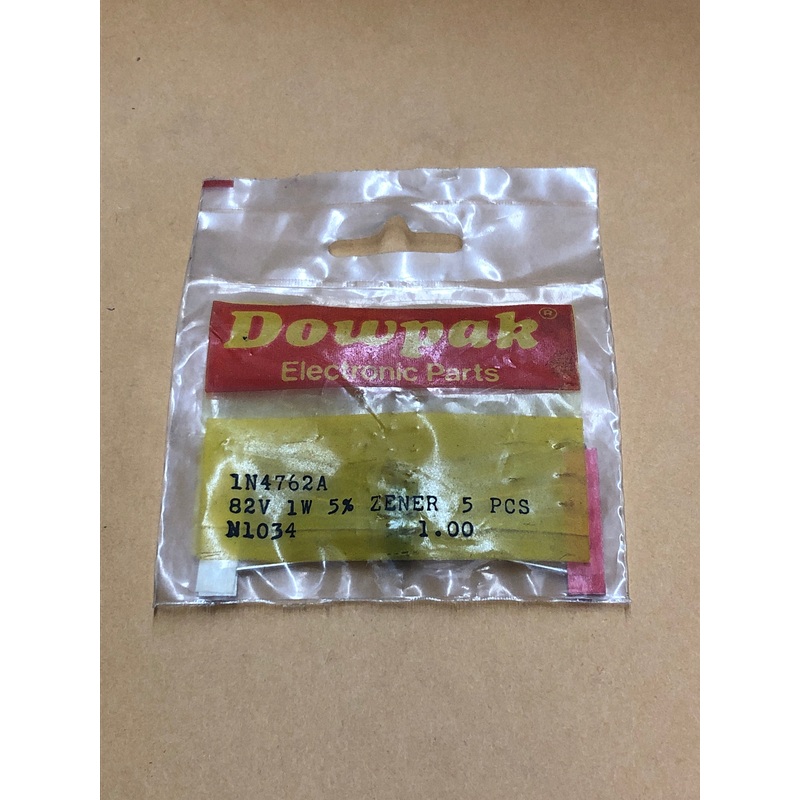 Dowpak®
Electronic Parts
1N4762A
82V 1W 5% ZENER 5 PCS
N1034 1.00